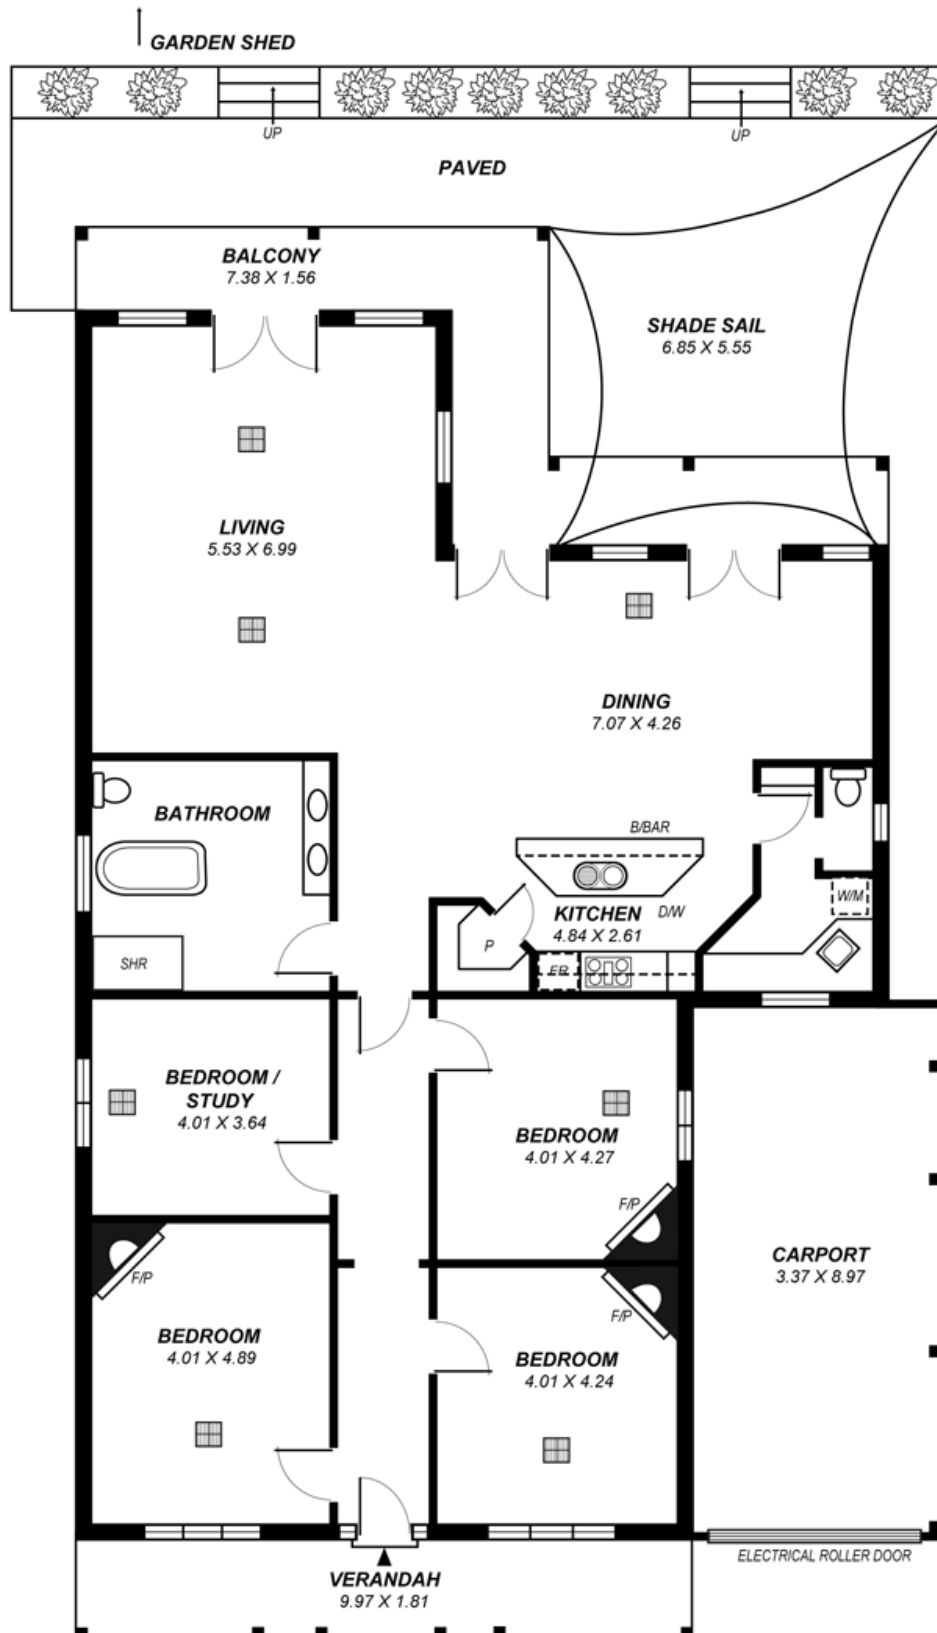 GARDEN SHED
UP
UP
PAVED
BALCONY
7.38 X 1.56
SHADE SAIL
6.85 X 5.55
LIVING
5.53 X 6.99
DINING
7.07 X 4.26
BATHROOM
B/BAR
W/M
KITCHEN
4.84 X 2.61
D/W
P
SHR
FR
BEDROOM /
STUDY
4.01 X 3.64
BEDROOM
4.01 X 4.27
F/P
CARPORT
3.37 X 8.97
F/P
F/P
BEDROOM
4.01 X 4.89
BEDROOM
4.01 X 4.24
ELECTRICAL ROLLER DOOR
VERANDAH
9.97 X 1.81